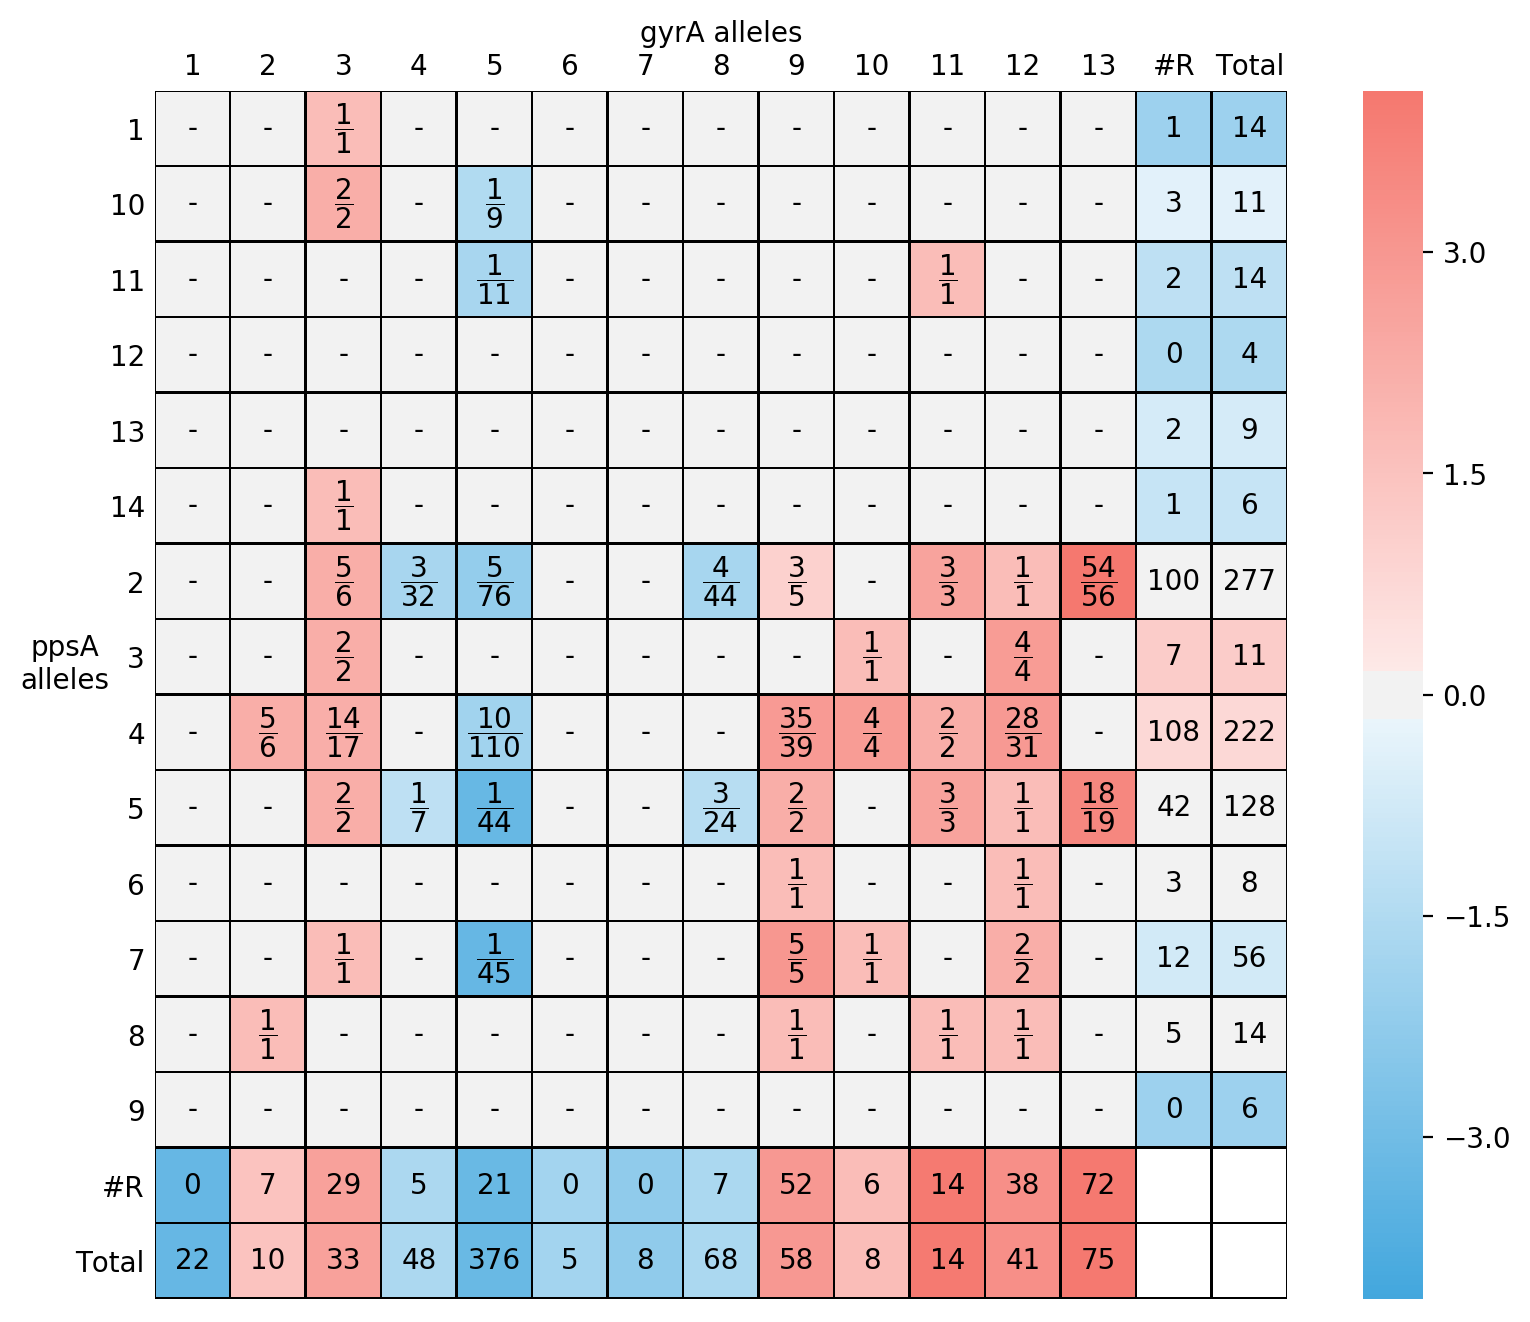 gyrA alleles
1 2 3 4 5 6 7 8 9 10 11 12 13 #R Total
1 - - 1/1 - - - - - - - - - - 1 14
10 - - 2/2 - 1/9 - - - - - - - - 3 11
11 - - - - 1/11 - - - - - 1/1 - - 2 14
12 - - - - - - - - - - - - - 0 4
13 - - - - - - - - - - - - - 2 9
14 - - 1/1 - - - - - - - - - - 1 6
2 - - 5/6 3/32 5/76 - - 4/44 3/5 - 3/3 1/1 54/56 100 277
ppsA
alleles
3 - - 2/2 - - - - - - 1/1 - 4/4 - 7 11
4 - 5/6 14/17 - 10/110 - - - 35/39 4/4 2/2 28/31 - 108 222
5 - - 2/2 1/7 1/44 - - 3/24 2/2 - 3/3 1/1 18/19 42 128
6 - - - - - - - - 1/1 - - 1/1 - 3 8
7 - - 1/1 - 1/45 - - - 5/5 1/1 - 2/2 - 12 56
8 - 1/1 - - - - - - 1/1 - 1/1 1/1 - 5 14
9 - - - - - - - - - - - - - 0 6
#R 0 7 29 5 21 0 0 7 52 6 14 38 72
Total 22 10 33 48 376 5 8 68 58 8 14 41 75
3.0
1.5
0.0
−1.5
−3.0